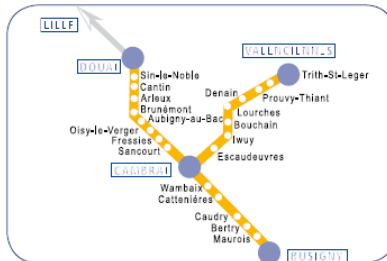 LILLE
DOUAI
VALENCIENNES
Sin-le-Noble
Cantin
Arleux
Brunémont
Aubigny-au-Bac
Oisy-le-Verger
Fressies
Sancourt
Trith-St-Leger
Prouvy-Thiant
Denain
Lourches
Bouchain
Iwuy
Escaudeuvres
CAMBRAI
Wambaix
Cattenières
Caudry
Bertry
Maurois
BUSIGNY